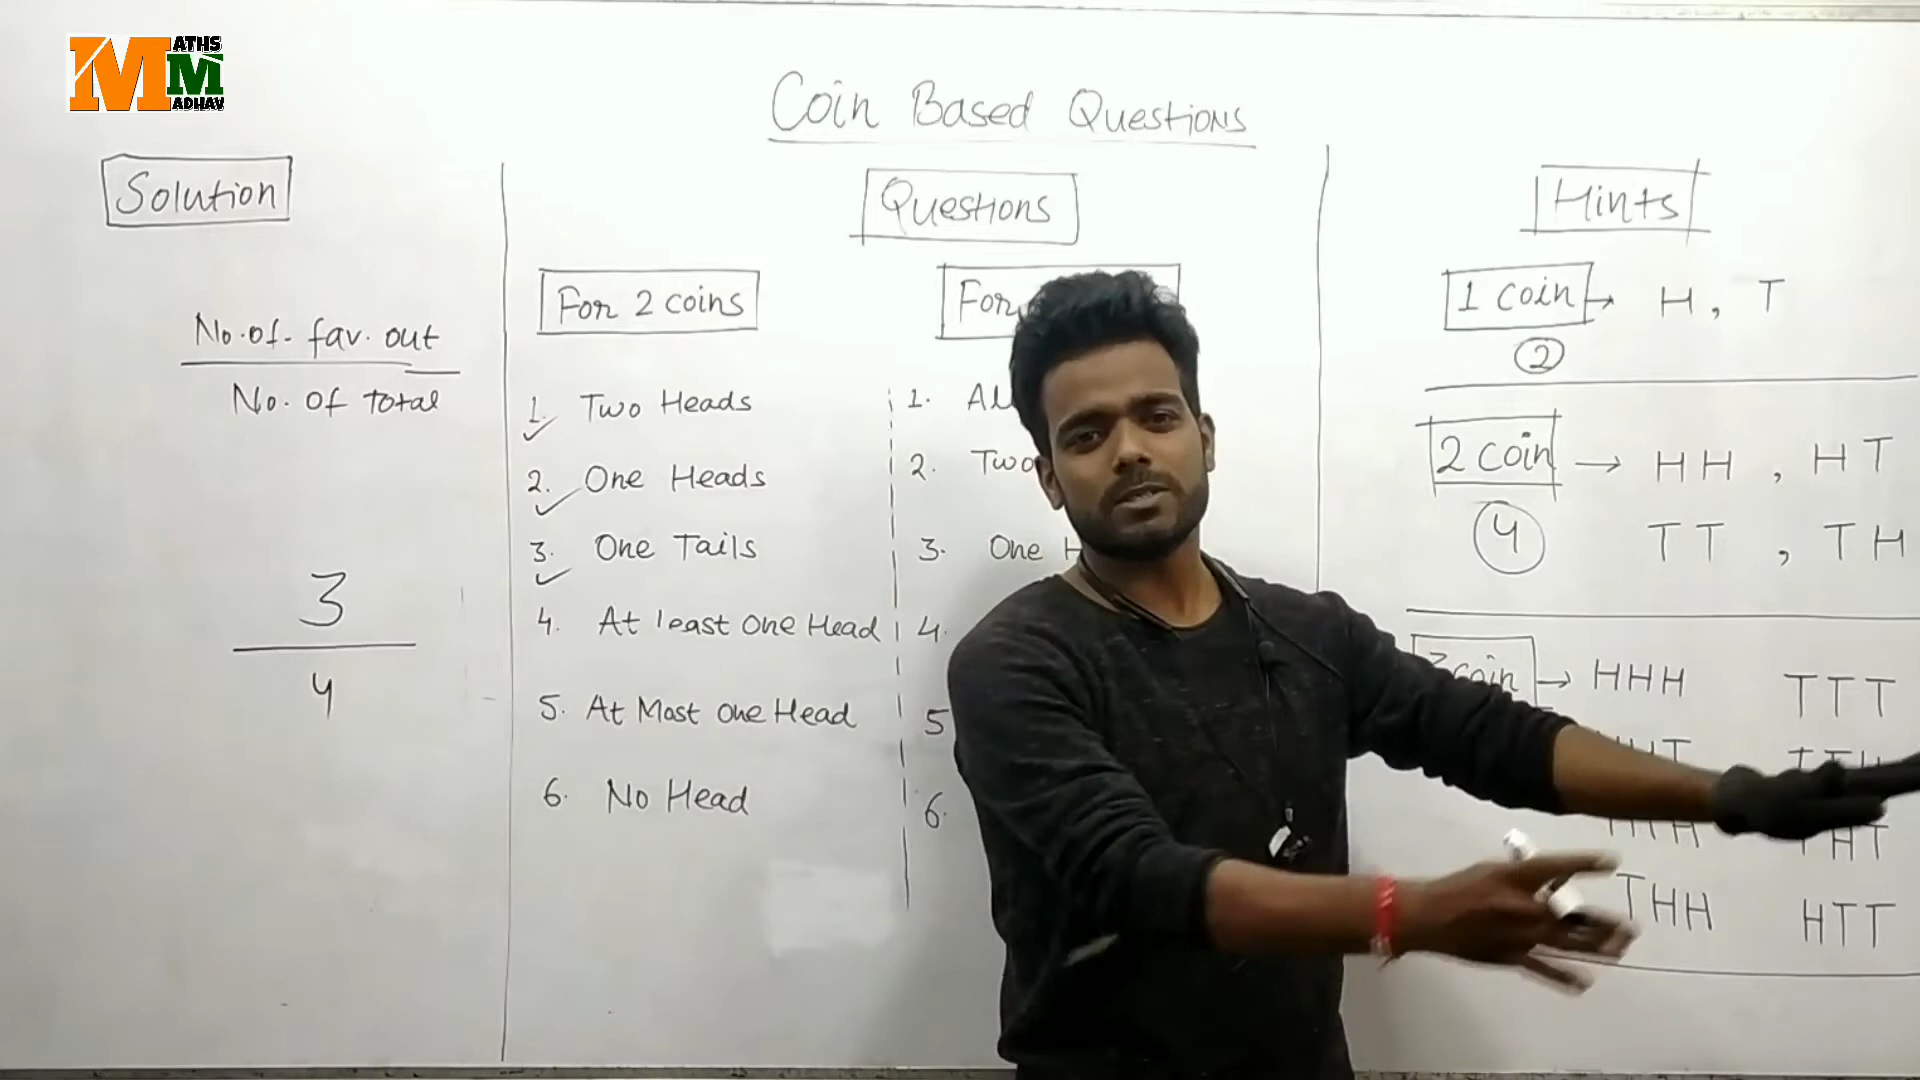 MATHS
MADHAV
Coin Based Questions
Solution
No. of. fav. out
No. of total
3
4
Questions
For 2 coins
1. Two Heads
2. One Heads
3. One Tails
4. At least One Head
5. At Most One Head
6. No Head
For
1.
2. Two
3. One H
4.
5
6.
Hints
1 coin → H, T
2
2 coin → HH, HT
4
TT, TH
coin → HHH TTT
THH HTT